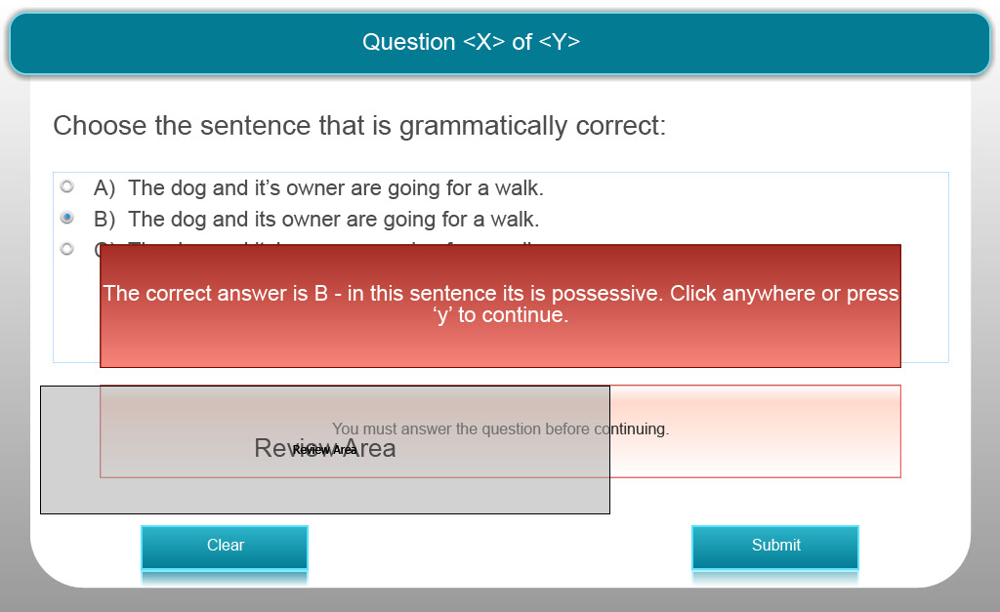 Question <X> of <Y>
Choose the sentence that is grammatically correct:
A) The dog and it’s owner are going for a walk.
B) The dog and its owner are going for a walk.
The correct answer is B - in this sentence its is possessive. Click anywhere or press
‘y’ to continue.
You must answer the question before continuing.
Review Area
Review Area
Clear
Submit